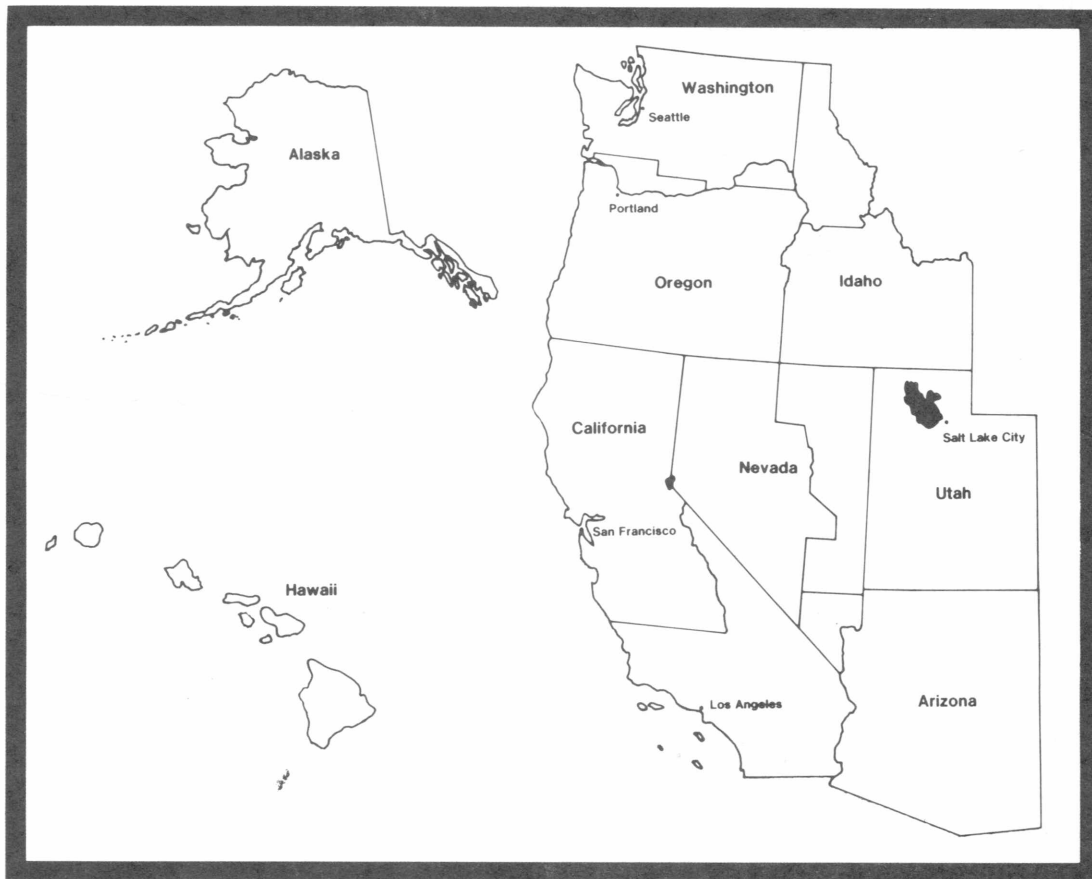 Washington
Seattle
Alaska
Portland
Oregon
Idaho
California
Salt Lake City
Nevada
Utah
San Francisco
Hawaii
Arizona
Los Angeles